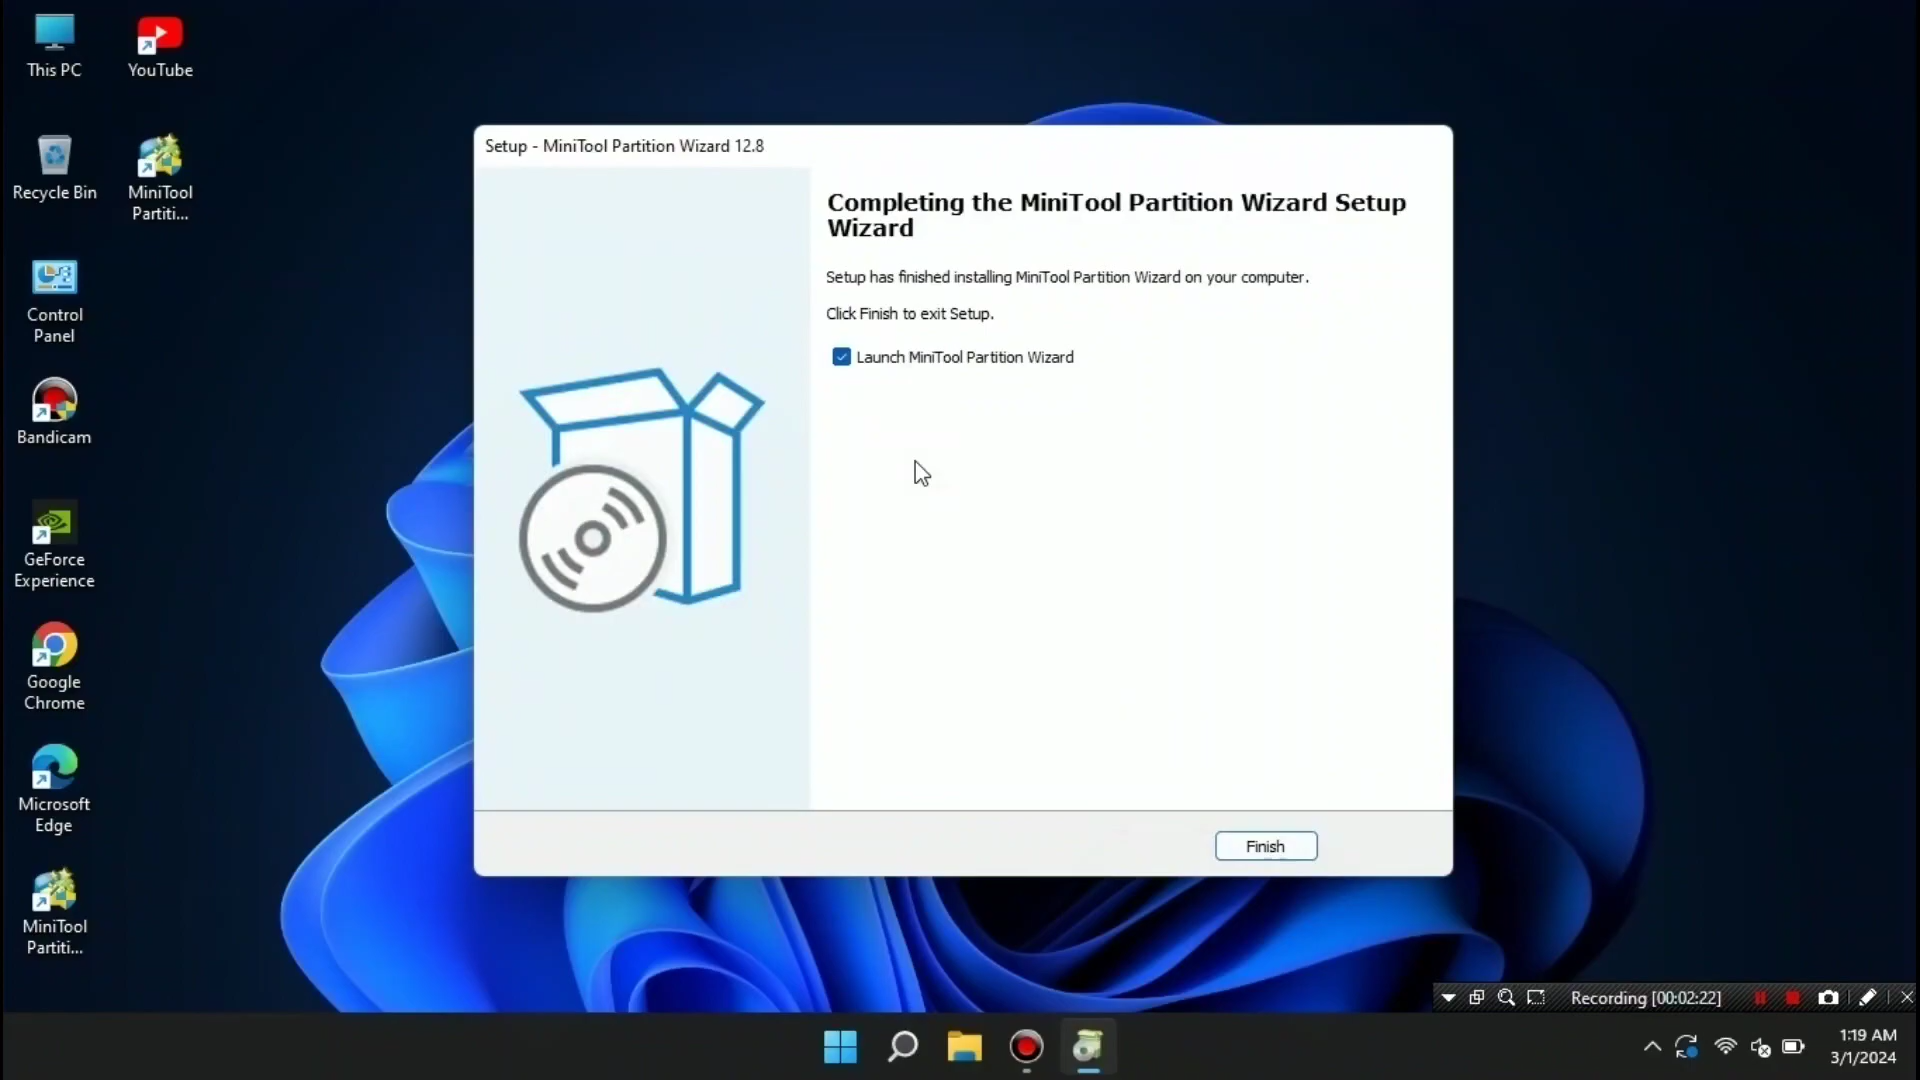 This PC
YouTube
Recycle Bin
MiniTool
Partiti...
Control
Panel
Bandicam
GeForce
Experience
Google
Chrome
Microsoft
Edge
MiniTool
Partiti...
Setup - MiniTool Partition Wizard 12.8
Completing the MiniTool Partition Wizard Setup
Wizard
Setup has finished installing MiniTool Partition Wizard on your computer.
Click Finish to exit Setup.
Launch MiniTool Partition Wizard
Finish
Recording [00:02:22]
1:19 AM
3/1/2024